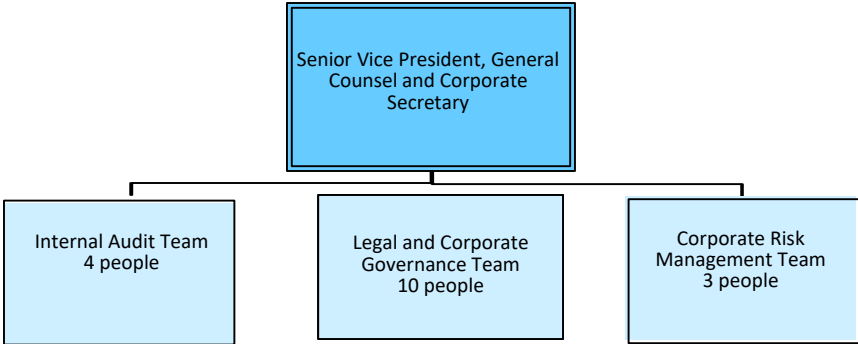 Senior Vice President, General
Counsel and Corporate
Secretary
Internal Audit Team
4 people
Legal and Corporate
Governance Team
10 people
Corporate Risk
Management Team
3 people